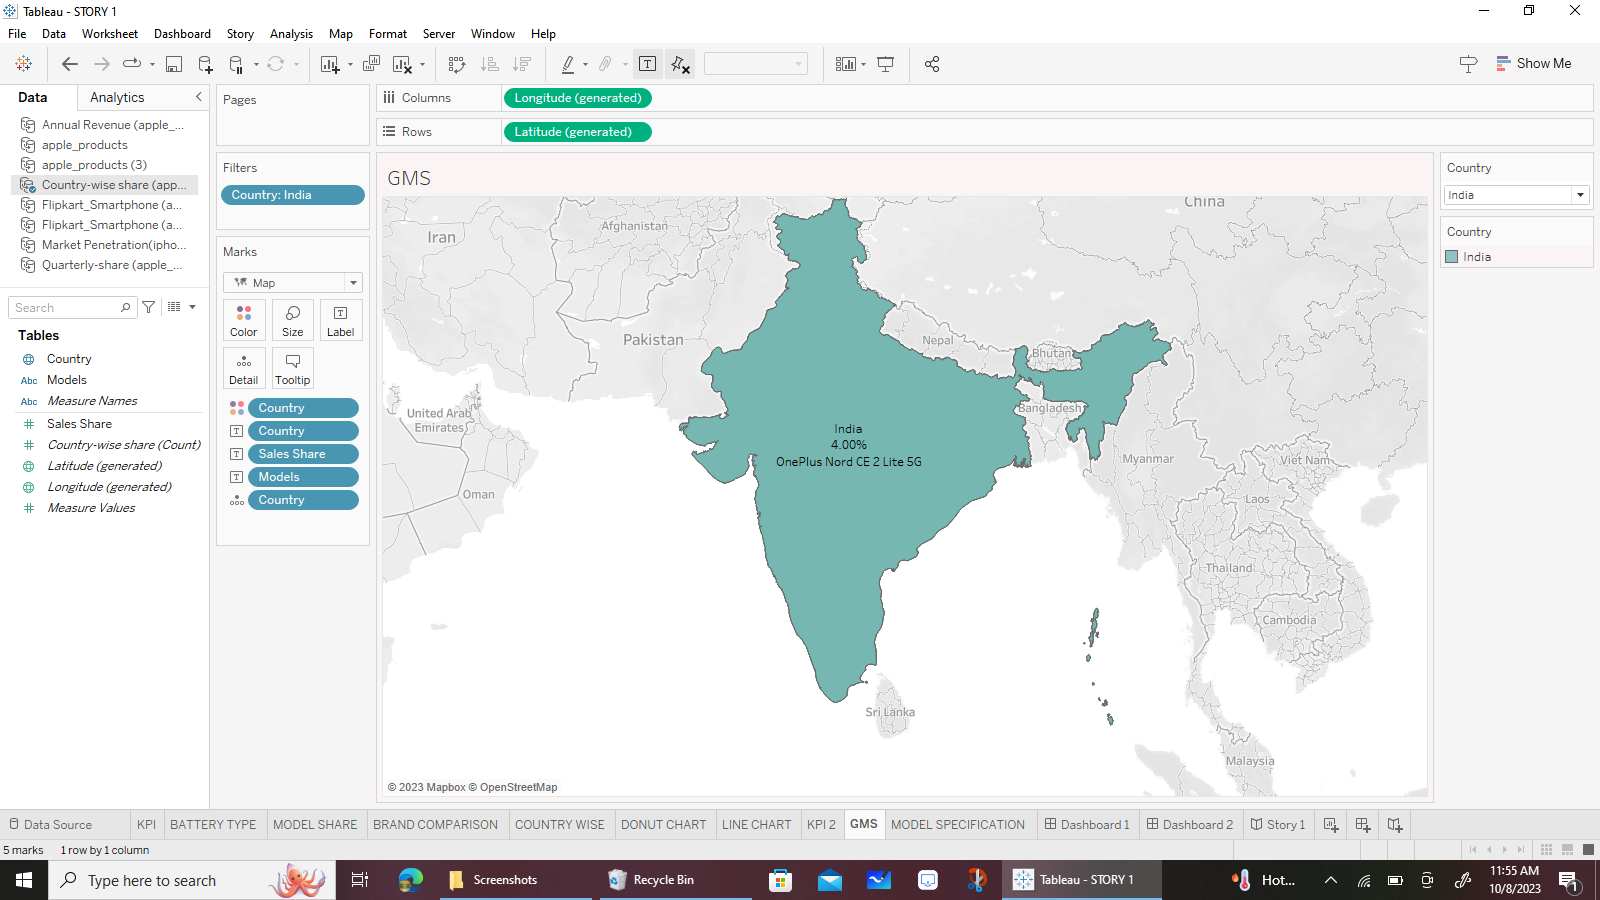 Tableau - STORY 1
File Data Worksheet Dashboard Story Analysis Map Format Server Window Help
Show Me
Data Analytics
Annual Revenue (apple_...
apple_products
apple_products (3)
Country-wise share (app...
Flipkart_Smartphone (a...
Flipkart_Smartphone (a...
Market Penetration(ipho...
Quarterly-share (apple_...
Search
Tables
Country
Abc Models
Abc Measure Names
Sales Share
Country-wise share (Count)
Latitude (generated)
Longitude (generated)
Measure Values
Pages
Filters
Country: India
Marks
Map
Color Size Label
Detail Tooltip
Country
Country
Sales Share
Models
Country
Columns Longitude (generated)
Rows Latitude (generated)
GMS
China
Afghanistan
Iran
Pakistan
Nepal
Bhutan
United Arab
Emirates
Bangladesh
India
4.00%
OnePlus Nord CE 2 Lite 5G
Myanmar
Viet Nam
Oman
Laos
Thailand
Cambodia
Sri Lanka
Malaysia
© 2023 Mapbox © OpenStreetMap
Country
India
Country
India
Data Source KPI BATTERY TYPE MODEL SHARE BRAND COMPARISON COUNTRY WISE DONUT CHART LINE CHART KPI 2 GMS MODEL SPECIFICATION Dashboard 1 Dashboard 2 Story 1
5 marks 1 row by 1 column
Type here to search Screenshots Recycle Bin Tableau - STORY 1 Hot... 11:55 AM
10/8/2023
1